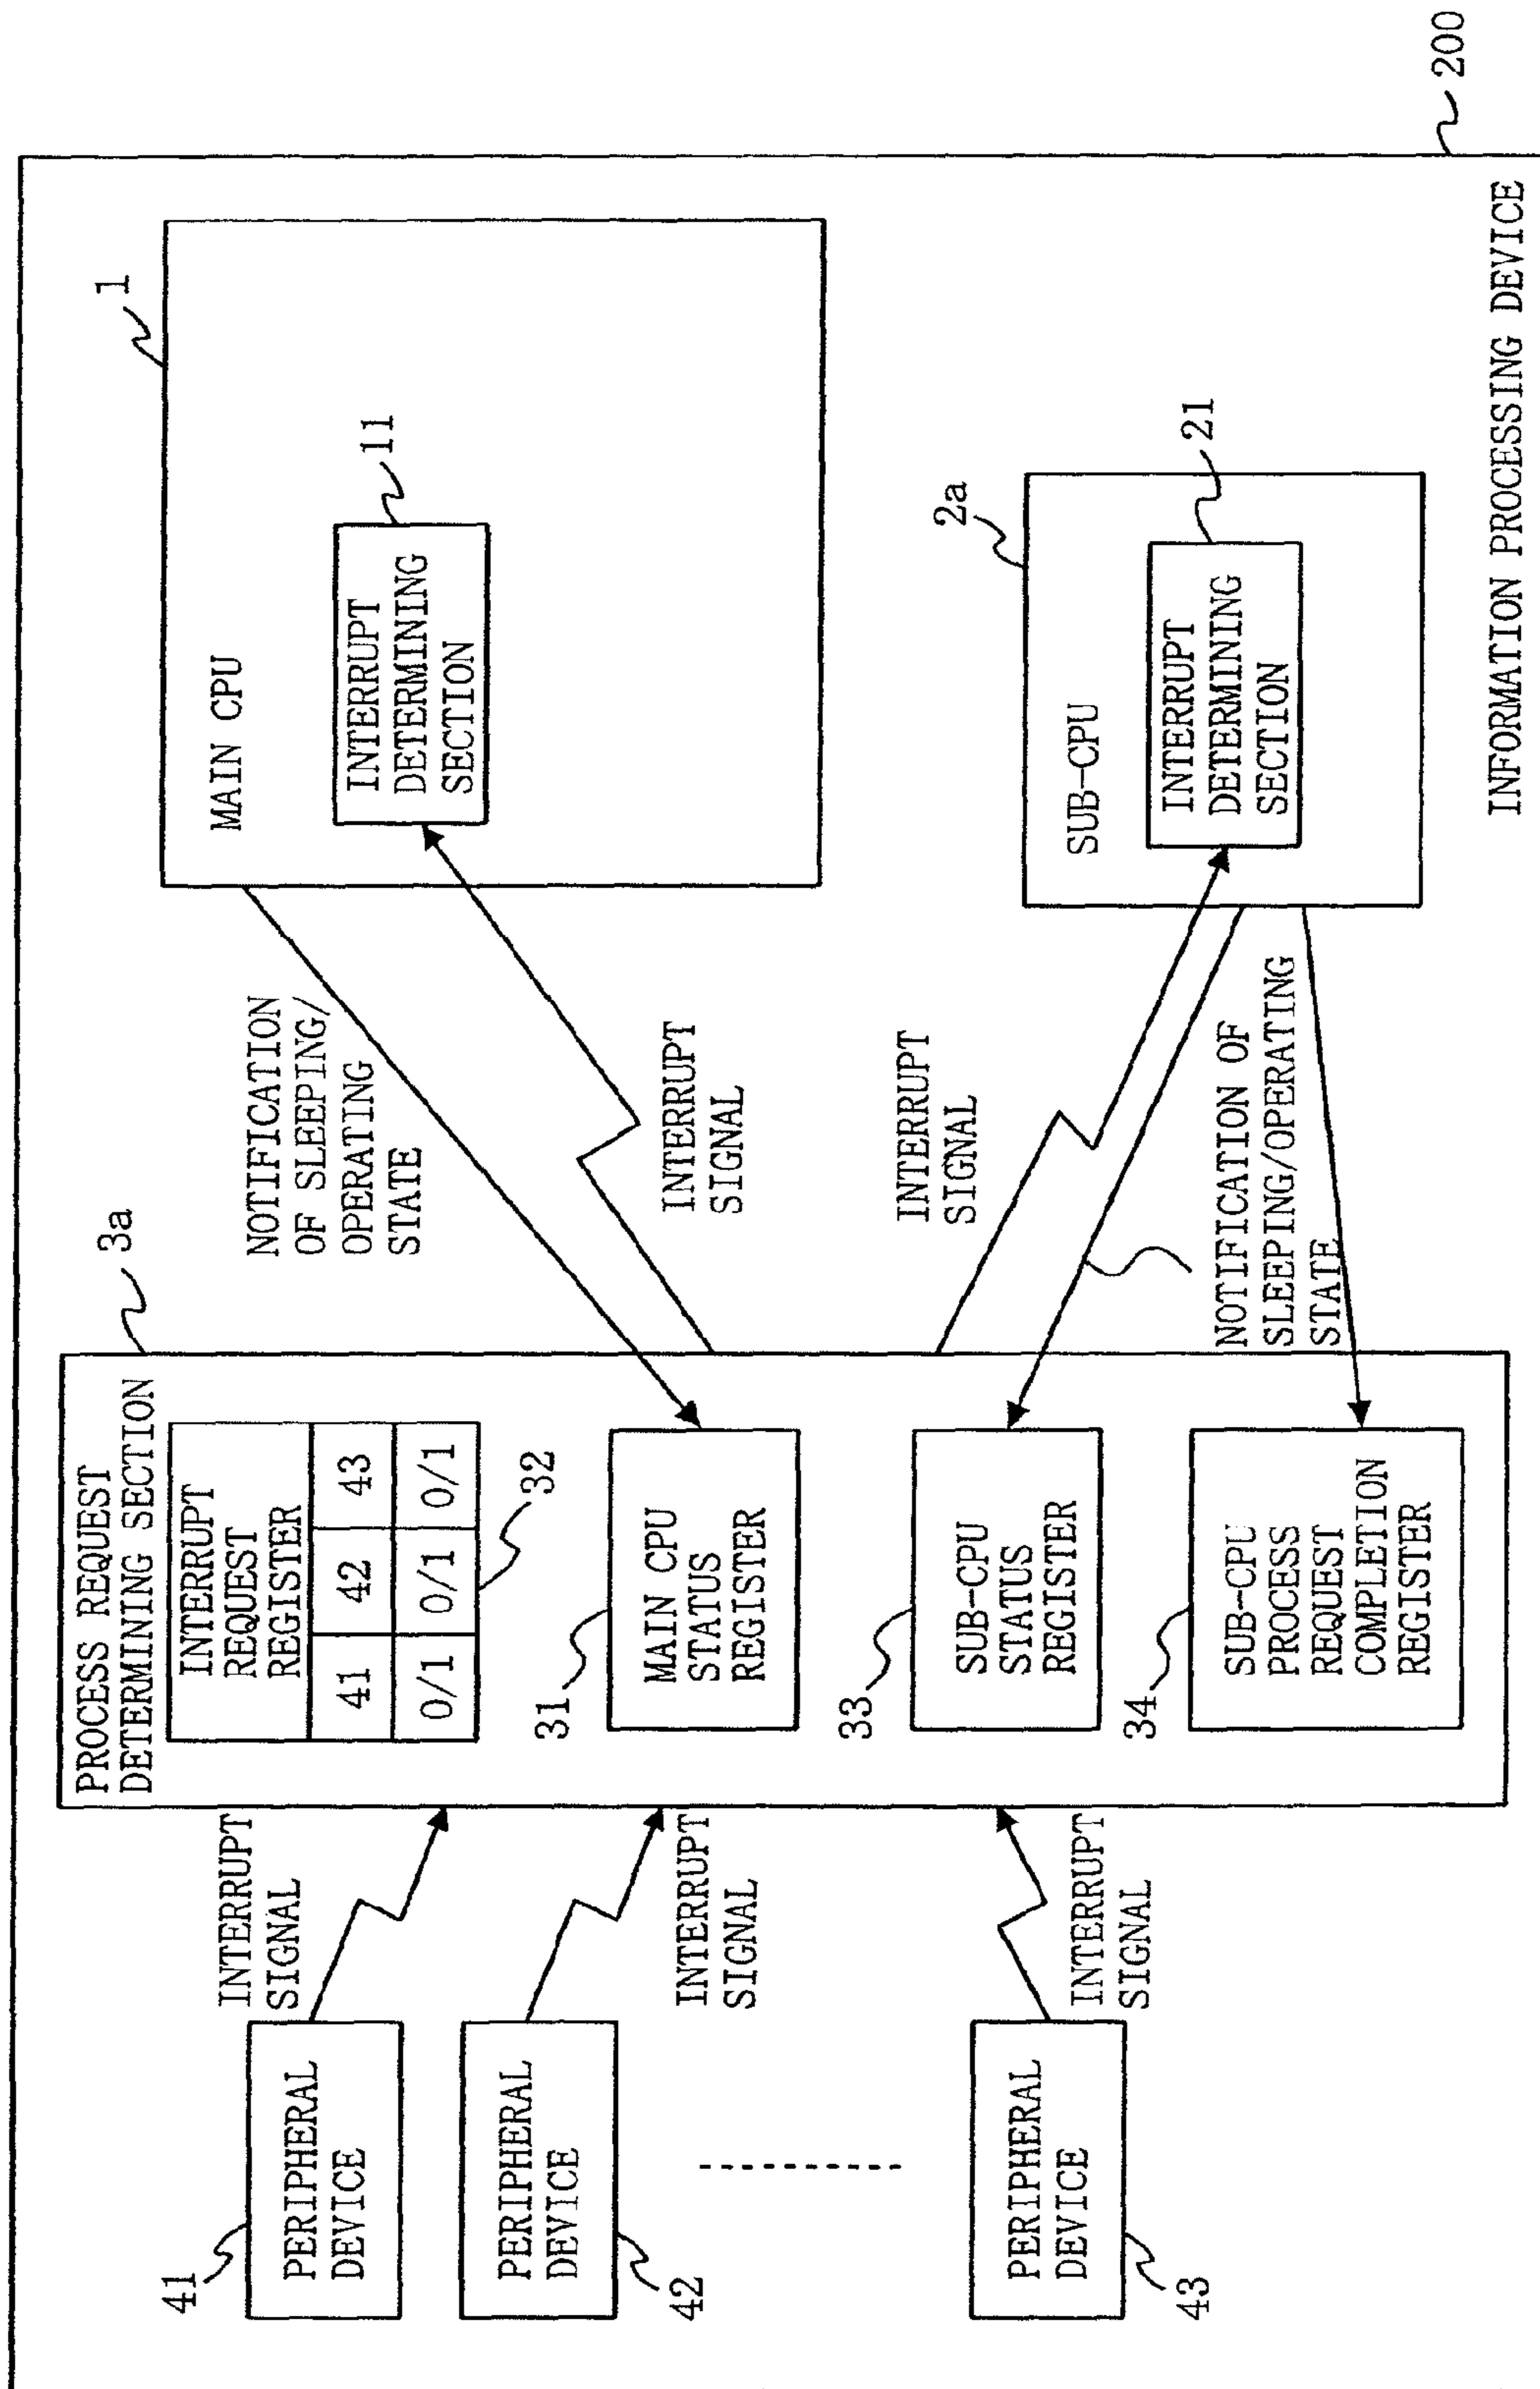 PROCESS REQUEST
DETERMINING SECTION
3a
INTERRUPT
REQUEST
REGISTER
41 42 43
0/1 0/1 0/1
32
31
MAIN CPU
STATUS
REGISTER
33
SUB-CPU
STATUS
REGISTER
34
SUB-CPU
PROCESS
REQUEST
COMPLETION
REGISTER
41
PERIPHERAL
DEVICE
INTERRUPT
SIGNAL
42
PERIPHERAL
DEVICE
INTERRUPT
SIGNAL
43
PERIPHERAL
DEVICE
INTERRUPT
SIGNAL
NOTIFICATION
OF SLEEPING/
OPERATING
STATE
INTERRUPT
SIGNAL
INTERRUPT
SIGNAL
NOTIFICATION OF
SLEEPING/OPERATING
STATE
1
MAIN CPU
11
INTERRUPT
DETERMINING
SECTION
2a
SUB-CPU
21
INTERRUPT
DETERMINING
SECTION
INFORMATION PROCESSING DEVICE
200